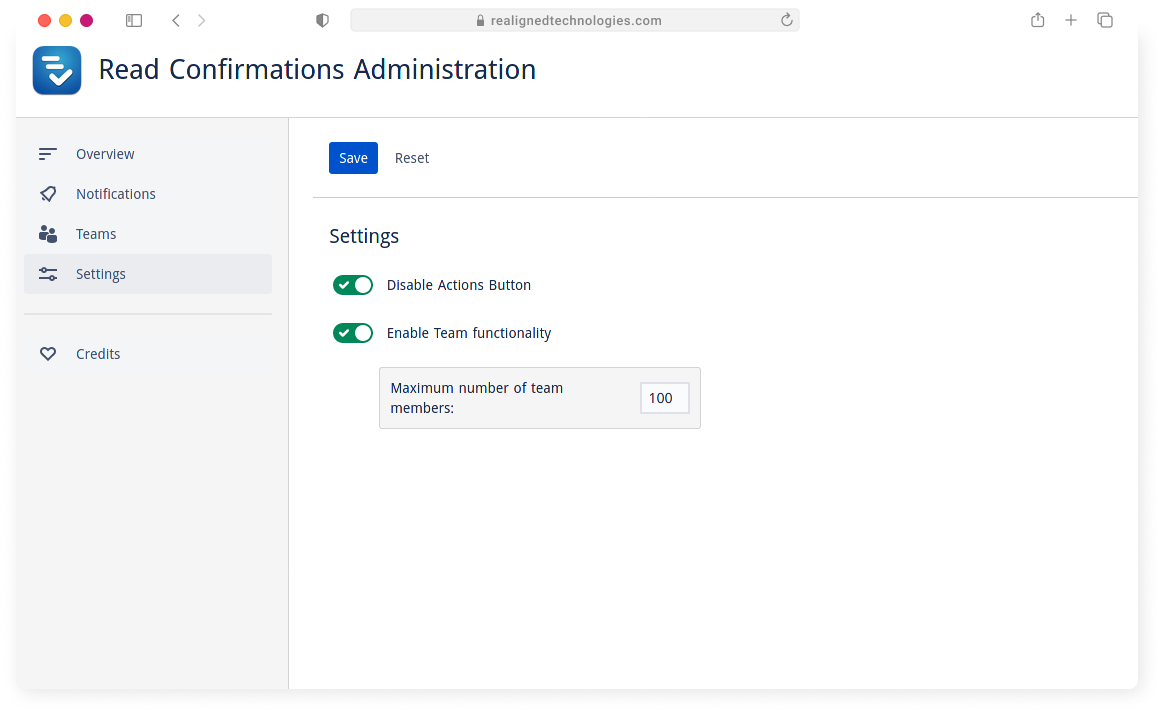 realignedtechnologies.com
Read Confirmations Administration
Overview
Notifications
Teams
Settings
Credits
Save Reset
Settings
Disable Actions Button
Enable Team functionality
Maximum number of team
members:
100